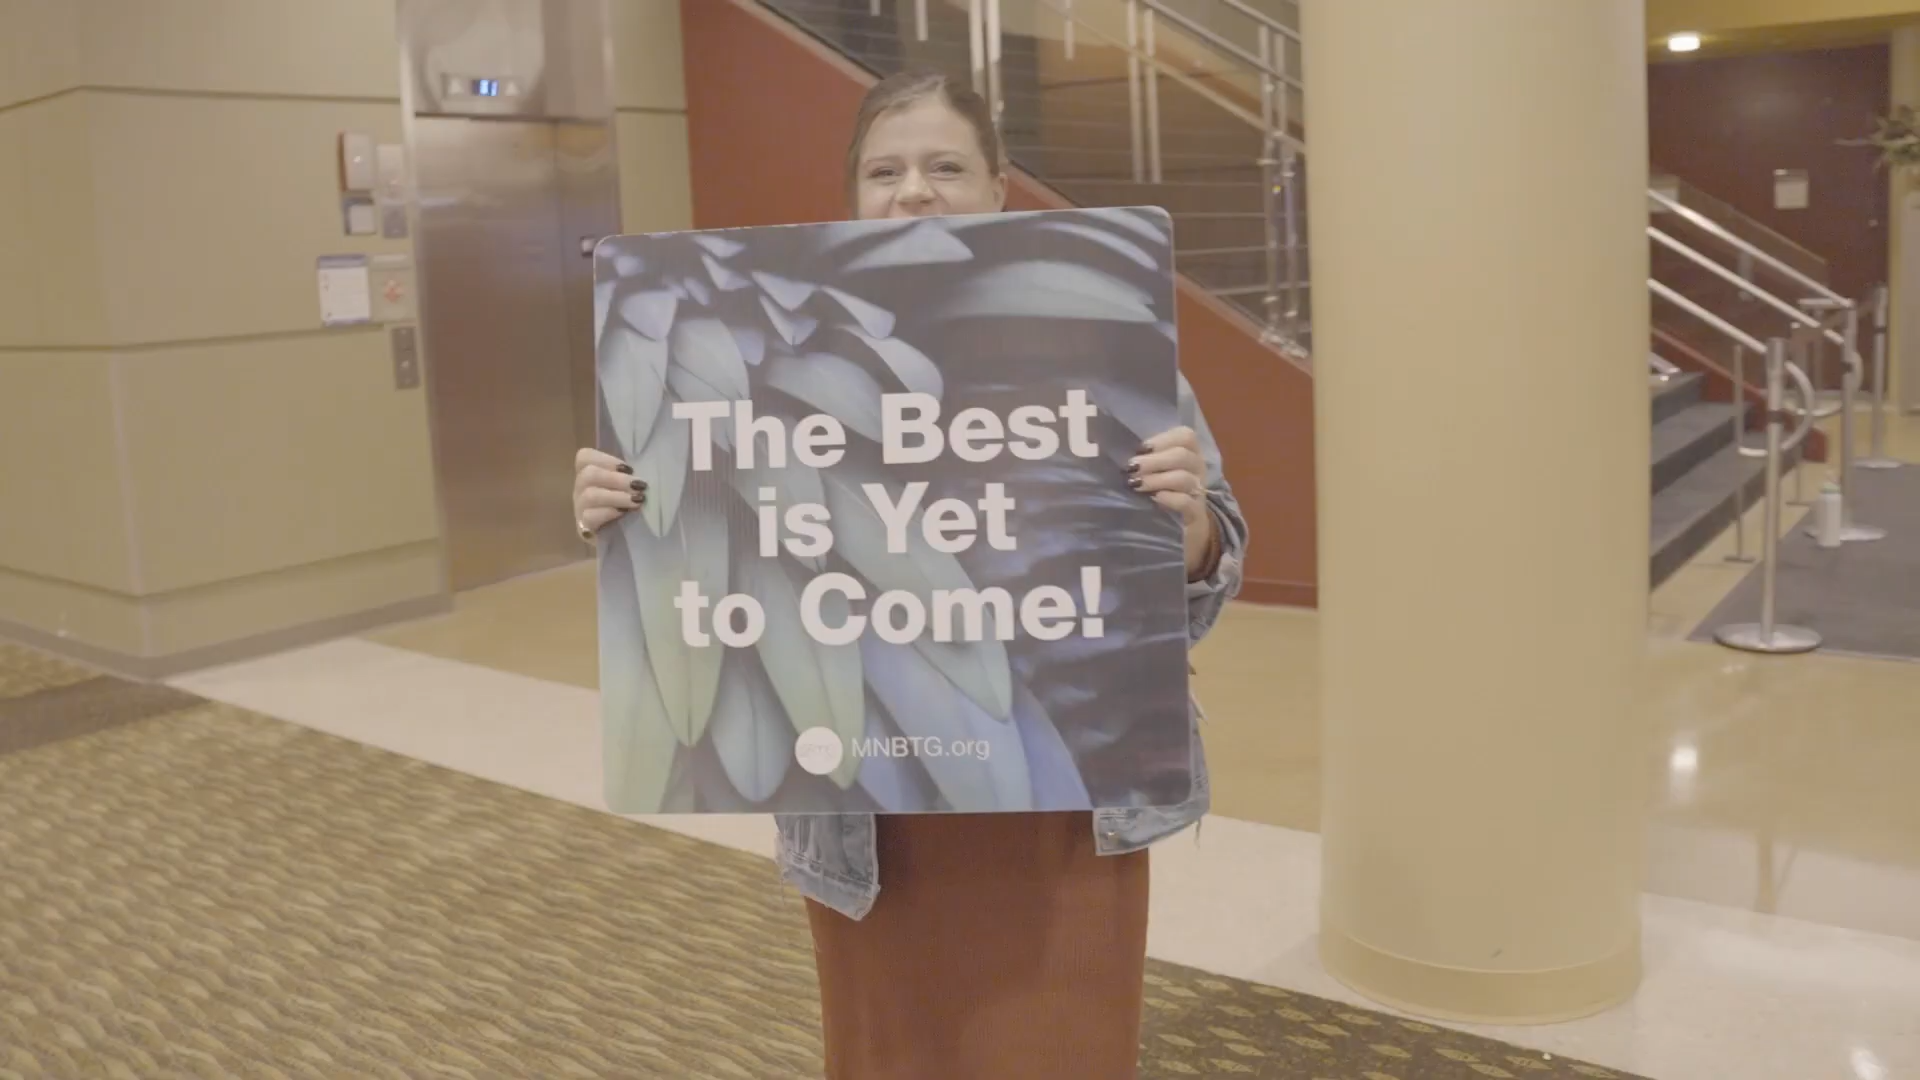 The Best
is Yet
to Come!
MNBTG.org